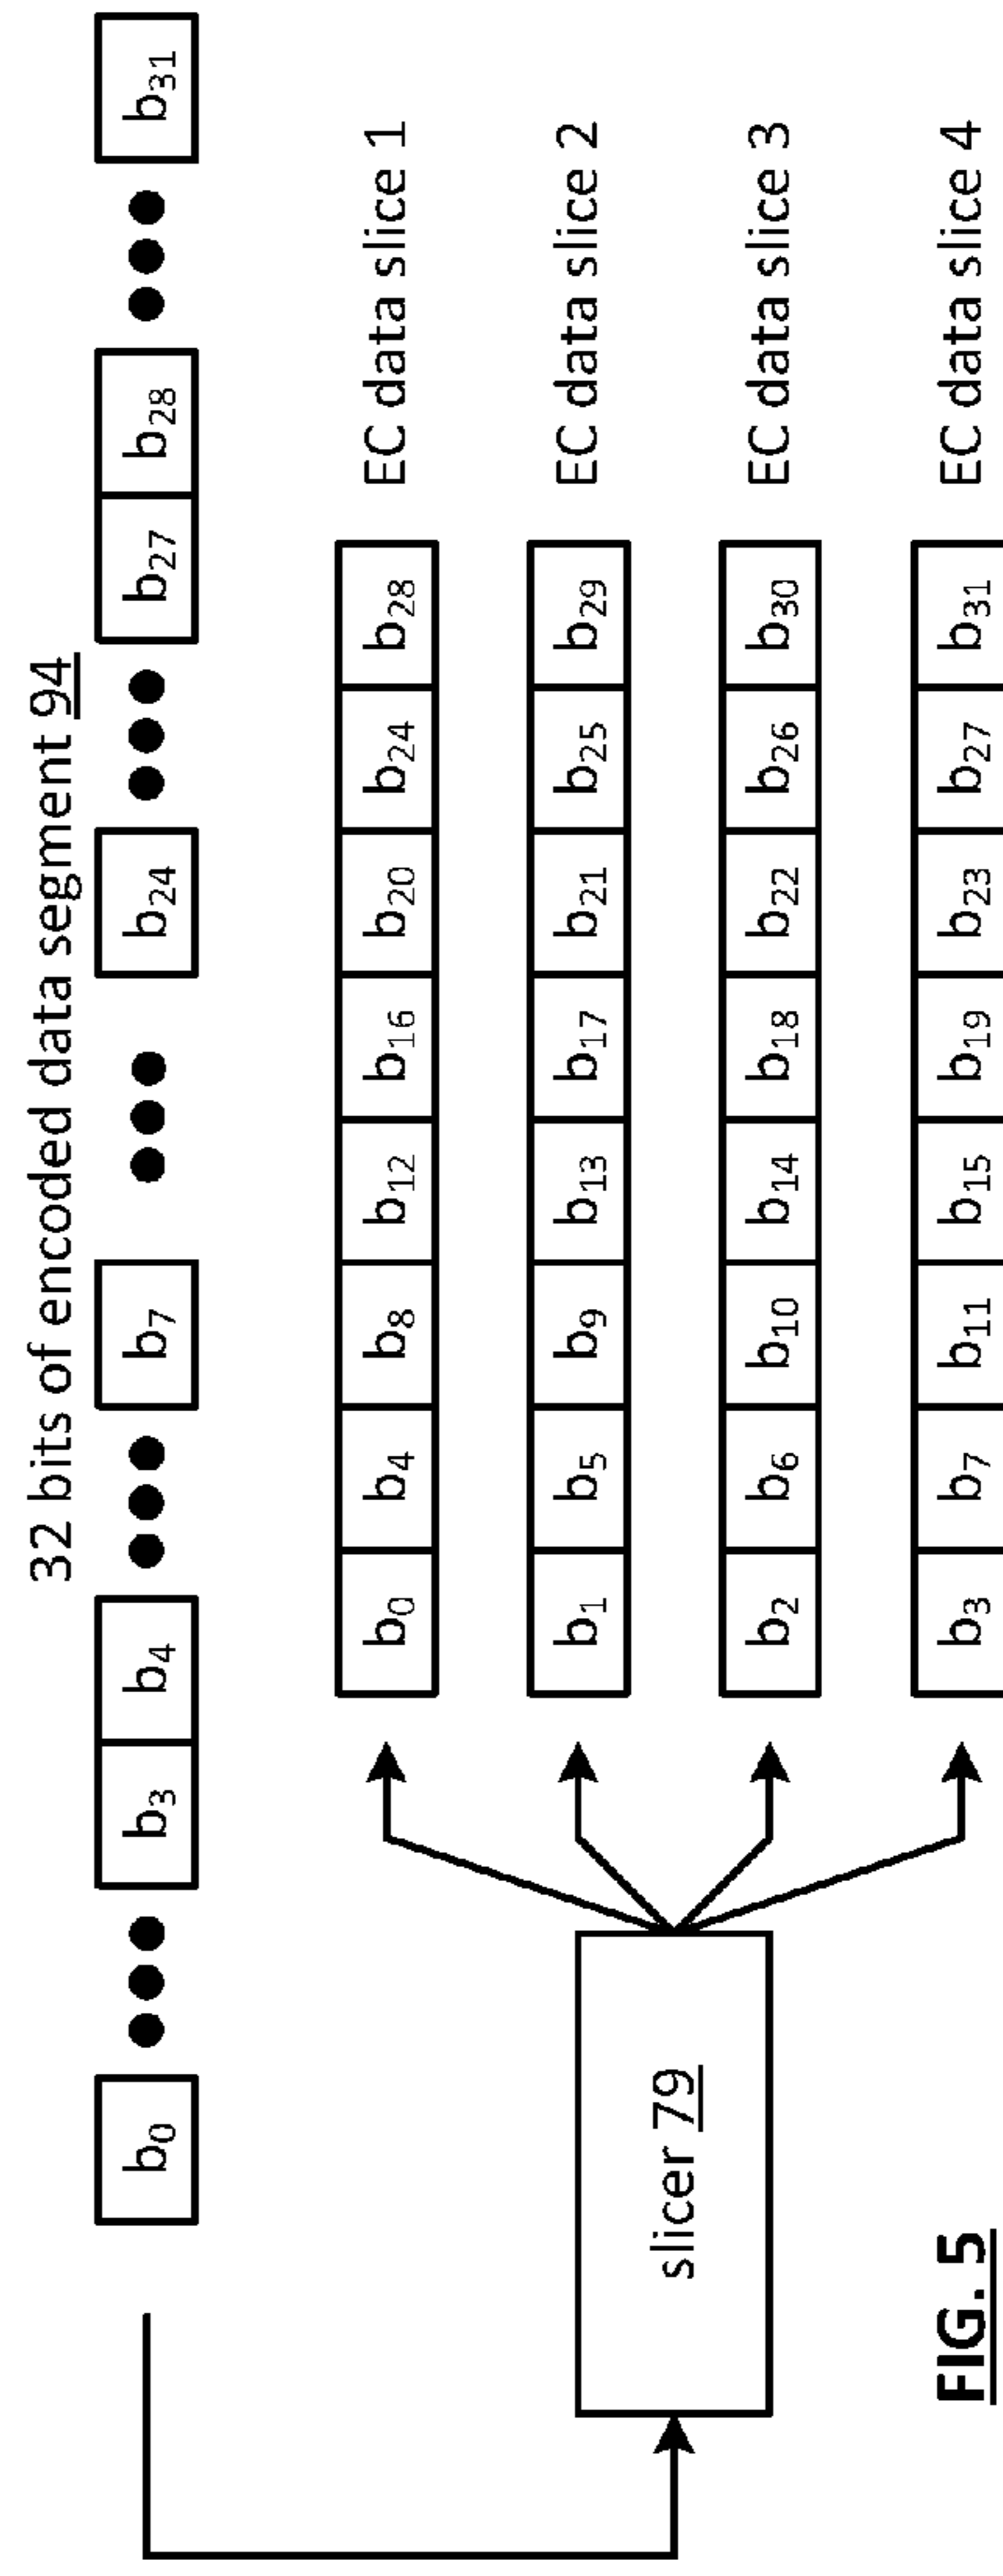 32 bits of encoded data segment 94
b0 ●●● b3 b4 ●●● b7 ●●● b24 ●●● b27 b28 ●●● b31
b0 b4 b8 b12 b16 b20 b24 b28 EC data slice 1
b1 b5 b9 b13 b17 b21 b25 b29 EC data slice 2
slicer 79
b2 b6 b10 b14 b18 b22 b26 b30 EC data slice 3
b3 b7 b11 b15 b19 b23 b27 b31 EC data slice 4
FIG. 5